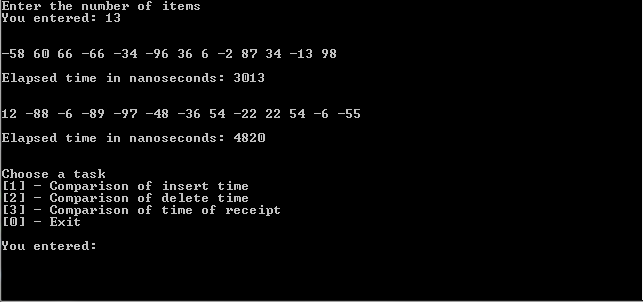 Enter the number of items
You entered: 13
-58 60 66 -66 -34 -96 36 6 -2 87 34 -13 98
Elapsed time in nanoseconds: 3013
12 -88 -6 -89 -97 -48 -36 54 -22 22 54 -6 -55
Elapsed time in nanoseconds: 4820
Choose a task
[1] - Comparison of insert time
[2] - Comparison of delete time
[3] - Comparison of time of receipt
[0] - Exit
You entered: